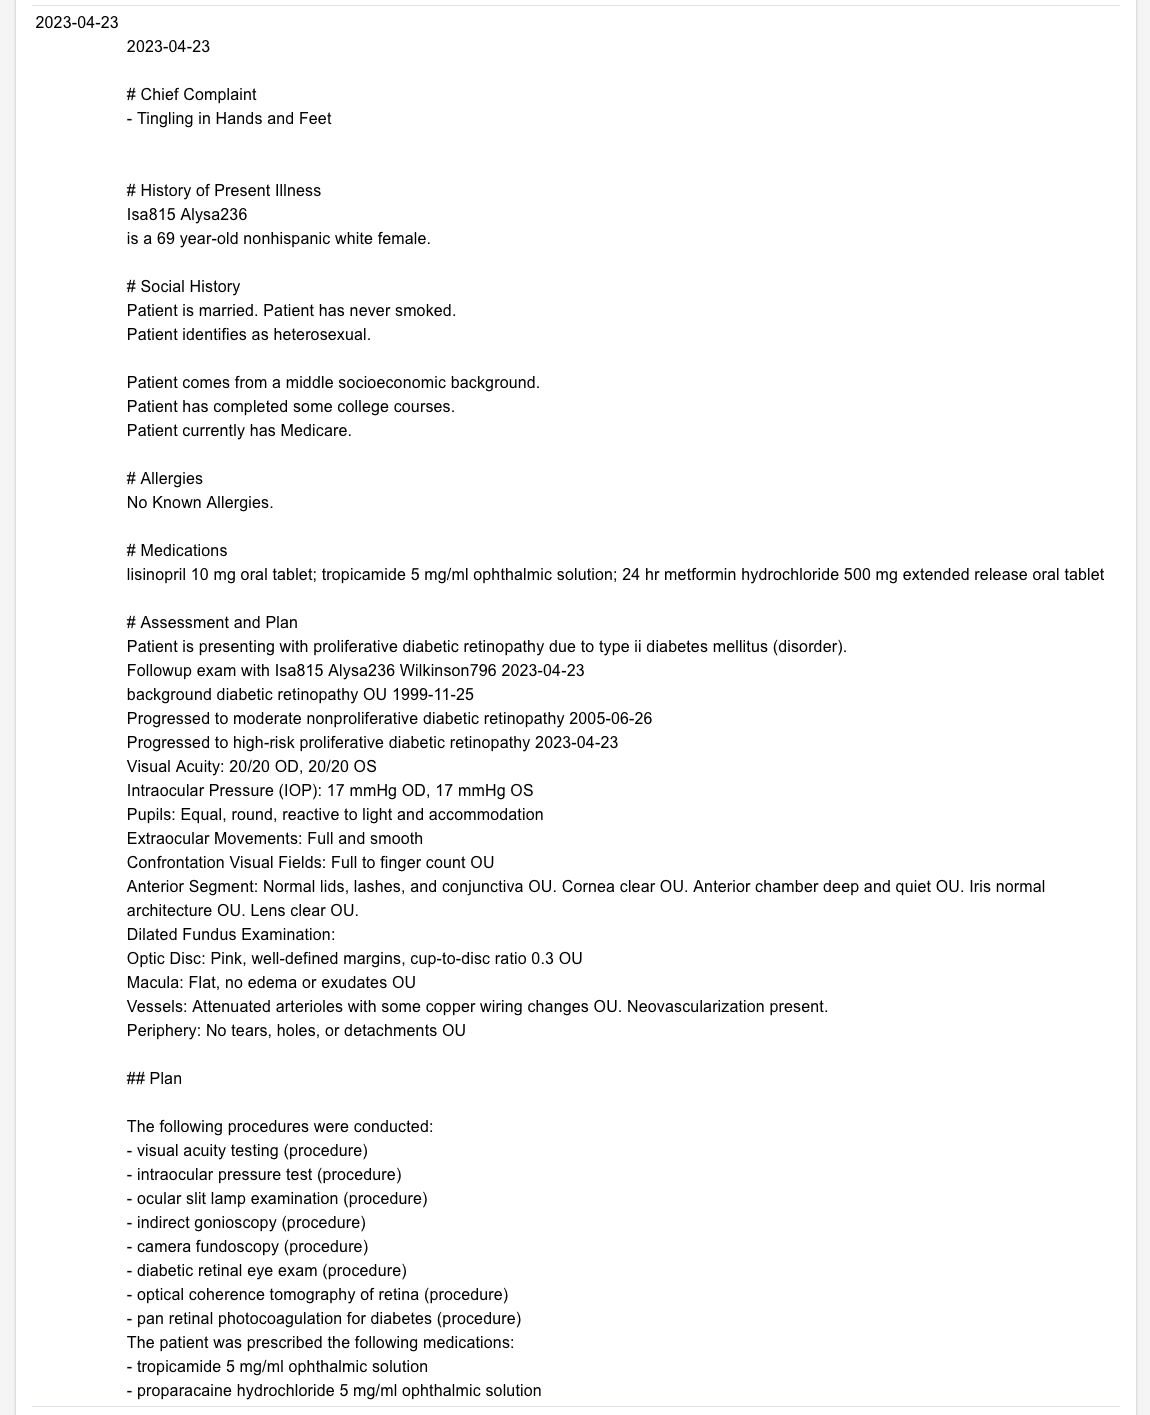 2023-04-23
2023-04-23
# Chief Complaint
- Tingling in Hands and Feet
# History of Present Illness
Isa815 Alysa236
is a 69 year-old nonhispanic white female.
# Social History
Patient is married. Patient has never smoked.
Patient identifies as heterosexual.
Patient comes from a middle socioeconomic background.
Patient has completed some college courses.
Patient currently has Medicare.
# Allergies
No Known Allergies.
# Medications
lisinopril 10 mg oral tablet; tropicamide 5 mg/ml ophthalmic solution; 24 hr metformin hydrochloride 500 mg extended release oral tablet
# Assessment and Plan
Patient is presenting with proliferative diabetic retinopathy due to type ii diabetes mellitus (disorder).
Followup exam with Isa815 Alysa236 Wilkinson796 2023-04-23
background diabetic retinopathy OU 1999-11-25
Progressed to moderate nonproliferative diabetic retinopathy 2005-06-26
Progressed to high-risk proliferative diabetic retinopathy 2023-04-23
Visual Acuity: 20/20 OD, 20/20 OS
Intraocular Pressure (IOP): 17 mmHg OD, 17 mmHg OS
Pupils: Equal, round, reactive to light and accommodation
Extraocular Movements: Full and smooth
Confrontation Visual Fields: Full to finger count OU
Anterior Segment: Normal lids, lashes, and conjunctiva OU. Cornea clear OU. Anterior chamber deep and quiet OU. Iris normal
architecture OU. Lens clear OU.
Dilated Fundus Examination:
Optic Disc: Pink, well-defined margins, cup-to-disc ratio 0.3 OU
Macula: Flat, no edema or exudates OU
Vessels: Attenuated arterioles with some copper wiring changes OU. Neovascularization present.
Periphery: No tears, holes, or detachments OU
## Plan
The following procedures were conducted:
- visual acuity testing (procedure)
- intraocular pressure test (procedure)
- ocular slit lamp examination (procedure)
- indirect gonioscopy (procedure)
- camera fundoscopy (procedure)
- diabetic retinal eye exam (procedure)
- optical coherence tomography of retina (procedure)
- pan retinal photocoagulation for diabetes (procedure)
The patient was prescribed the following medications:
- tropicamide 5 mg/ml ophthalmic solution
- proparacaine hydrochloride 5 mg/ml ophthalmic solution